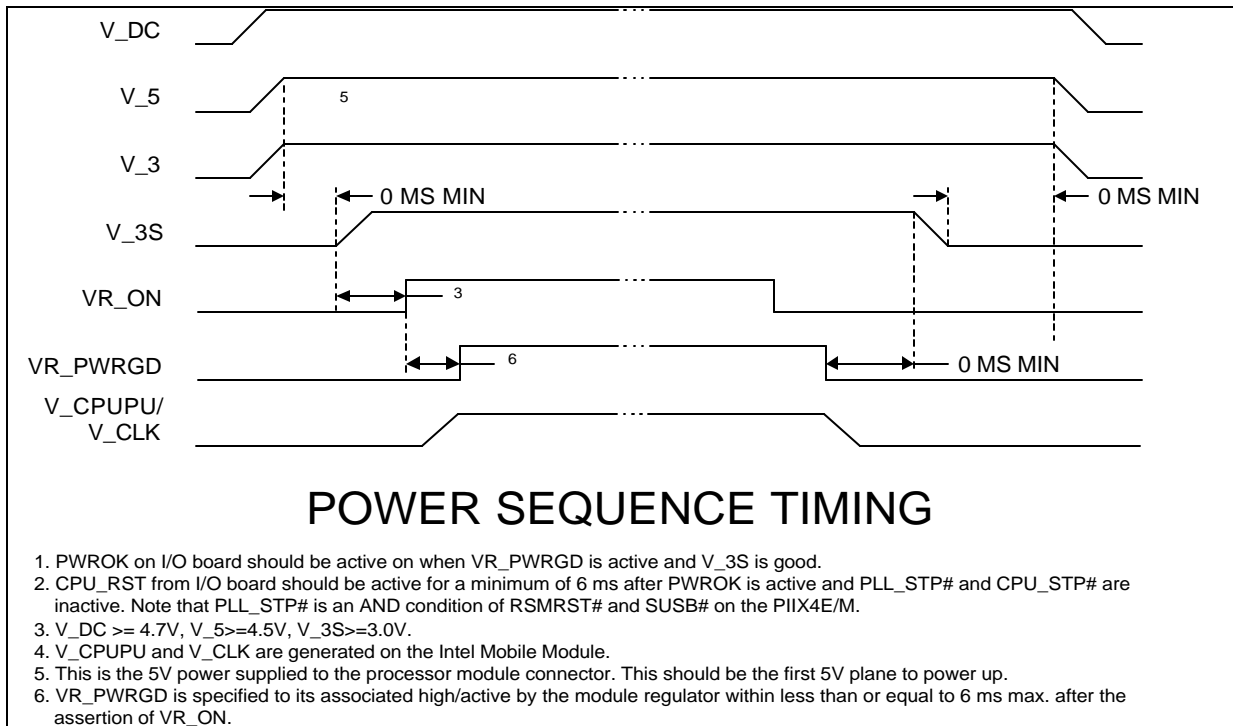 V_DC
V_5
5
V_3
0 MS MIN
0 MS MIN
V_3S
VR_ON
3
VR_PWRGD
6
0 MS MIN
V_CPUPU/
V_CLK
POWER SEQUENCE TIMING
1. PWROK on I/O board should be active on when VR_PWRGD is active and V_3S is good.
2. CPU_RST from I/O board should be active for a minimum of 6 ms after PWROK is active and PLL_STP# and CPU_STP# are
inactive. Note that PLL_STP# is an AND condition of RSMRST# and SUSB# on the PIIX4E/M.
3. V_DC >= 4.7V, V_5>=4.5V, V_3S>=3.0V.
4. V_CPUPU and V_CLK are generated on the Intel Mobile Module.
5. This is the 5V power supplied to the processor module connector. This should be the first 5V plane to power up.
6. VR_PWRGD is specified to its associated high/active by the module regulator within less than or equal to 6 ms max. after the
assertion of VR_ON.